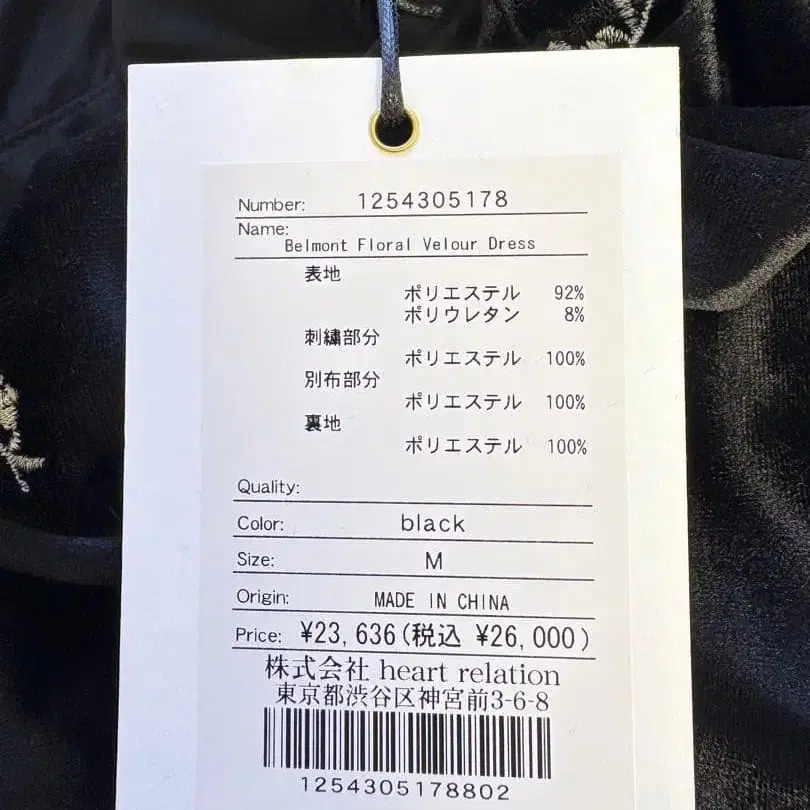 Number: 1254305178
Name:
Belmont Floral Velour Dress
表地
ポリエステル 92%
ポリウレタン 8%
刺繍部分
ポリエステル 100%
別布部分
ポリエステル 100%
裏地
ポリエステル 100%
Quality:
Color: black
Size: M
Origin: MADE IN CHINA
Price: ¥23,636(税込 ¥26,000)
株式会社 heart relation
東京都渋谷区神宮前3-6-8
1254305178802